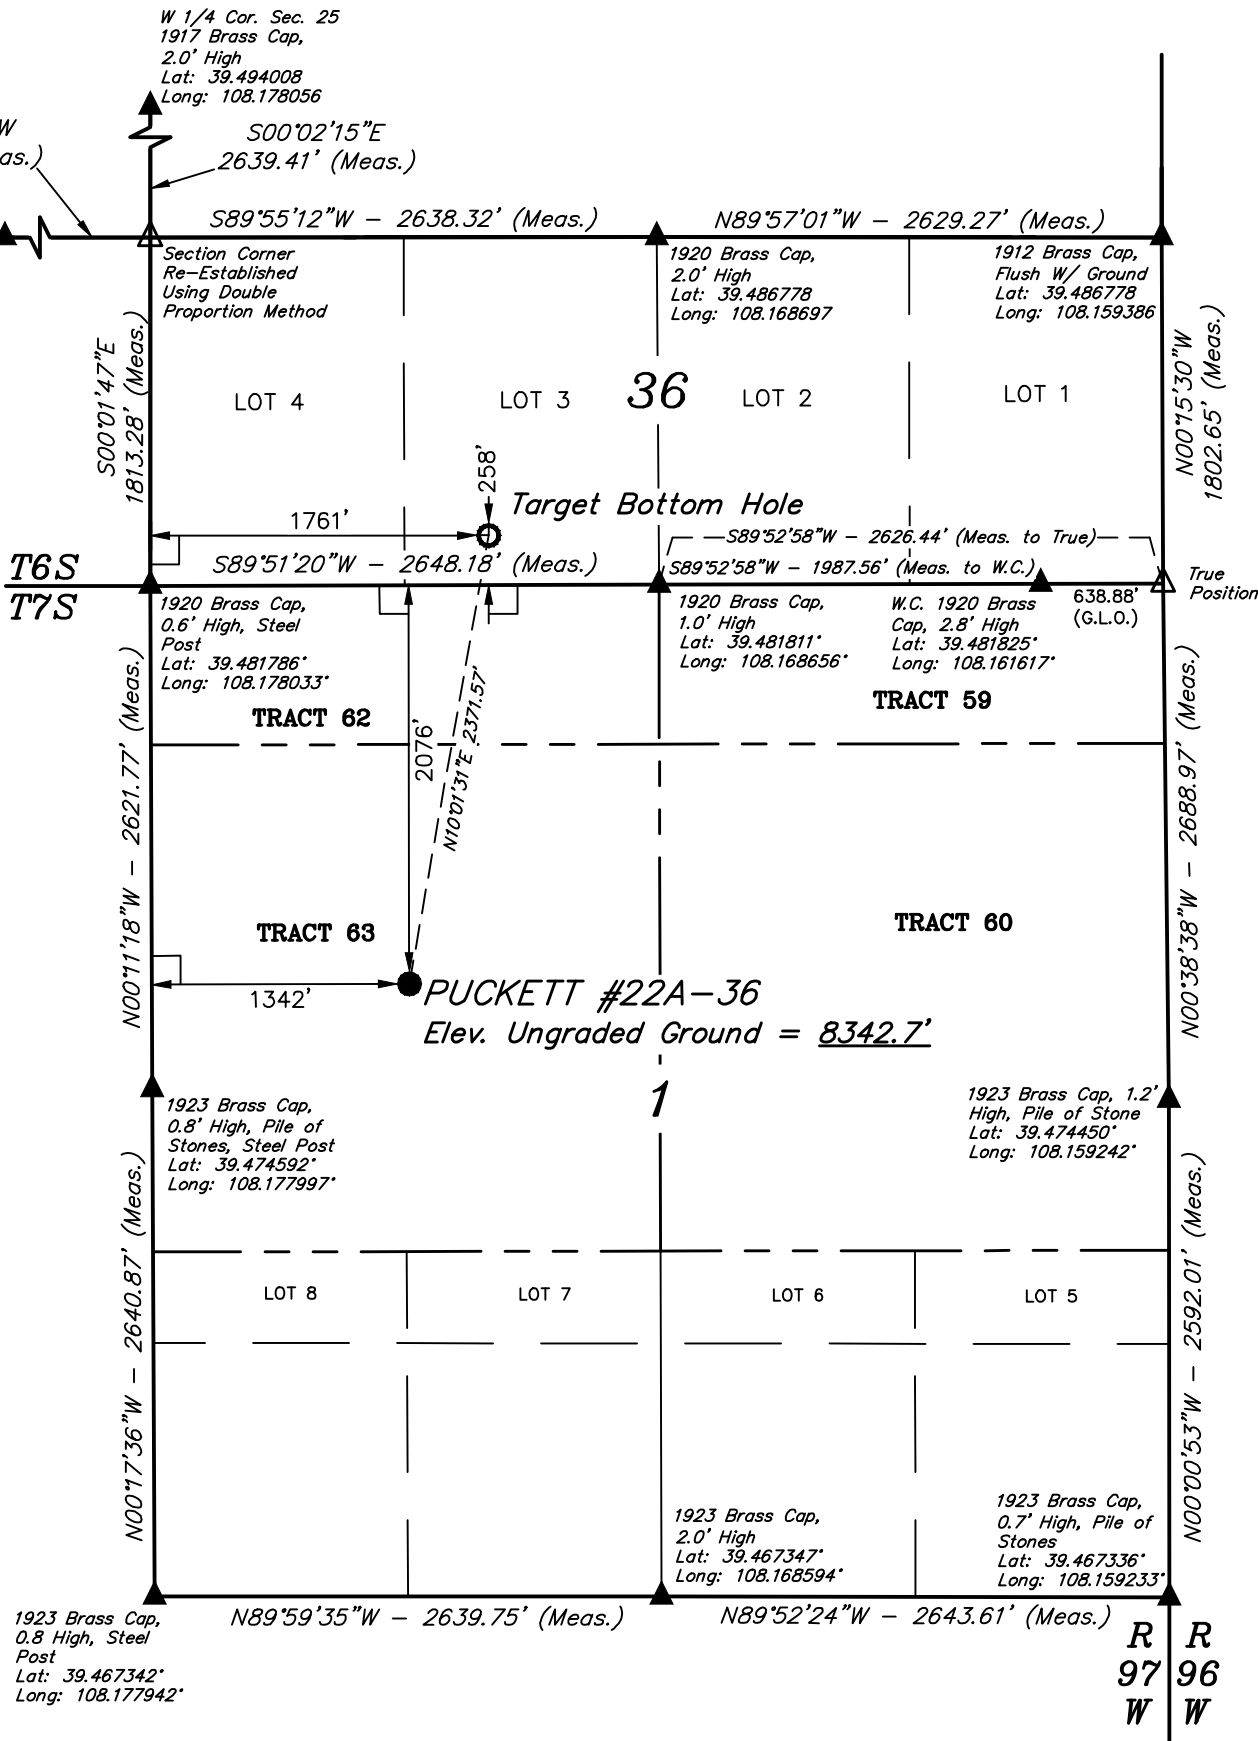 W 1/4 Cor. Sec. 25
1917 Brass Cap,
2.0' High
Lat: 39.494008
Long: 108.178056
W
as.)
S00°02'15"E
2639.41' (Meas.)
S89°55'12"W – 2638.32' (Meas.)
N89°57'01"W – 2629.27' (Meas.)
Section Corner
Re–Established
Using Double
Proportion Method
1920 Brass Cap,
2.0' High
Lat: 39.486778
Long: 108.168697
1912 Brass Cap,
Flush W/ Ground
Lat: 39.486778
Long: 108.159386
S00°01'47"E
1813.28' (Meas.)
N00°15'30"W
1802.65' (Meas.)
LOT 4
LOT 3
36
LOT 2
LOT 1
258'
Target Bottom Hole
1761'
S89°52'58"W – 2626.44' (Meas. to True)
S89°51'20"W – 2648.18' (Meas.)
S89°52'58"W – 1987.56' (Meas. to W.C.)
T6S
T7S
True
Position
638.88'
(G.L.O.)
1920 Brass Cap,
0.6' High, Steel
Post
Lat: 39.481786°
Long: 108.178033°
1920 Brass Cap,
1.0' High
Lat: 39.481811°
Long: 108.168656°
W.C. 1920 Brass
Cap, 2.8' High
Lat: 39.481825°
Long: 108.161617°
TRACT 62
TRACT 59
N00°11'18"W – 2621.77' (Meas.)
2076'
N10°01'31"E 2371.57'
N00°38'38"W – 2688.97' (Meas.)
TRACT 63
TRACT 60
1342'
PUCKETT #22A–36
Elev. Ungraded Ground = 8342.7'
1
1923 Brass Cap,
0.8' High, Pile of
Stones, Steel Post
Lat: 39.474592°
Long: 108.177997°
1923 Brass Cap, 1.2'
High, Pile of Stone
Lat: 39.474450°
Long: 108.159242°
N00°17'36"W – 2640.87' (Meas.)
N00°00'53"W – 2592.01' (Meas.)
LOT 8
LOT 7
LOT 6
LOT 5
1923 Brass Cap,
2.0' High
Lat: 39.467347°
Long: 108.168594°
1923 Brass Cap,
0.7' High, Pile of
Stones
Lat: 39.467336°
Long: 108.159233°
1923 Brass Cap,
0.8 High, Steel
Post
Lat: 39.467342°
Long: 108.177942°
N89°59'35"W – 2639.75' (Meas.)
N89°52'24"W – 2643.61' (Meas.)
R R
97 96
W W